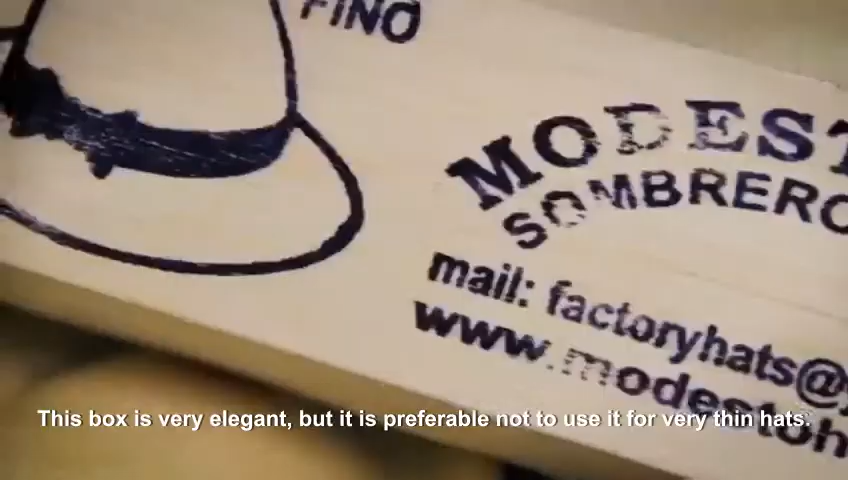 FINO
MODEST
SOMBRERO
mail: factoryhats@
www.modestoh
This box is very elegant, but it is preferable not to use it for very thin hats.